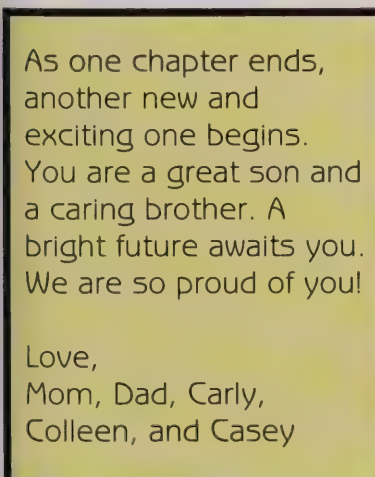 As one chapter ends,
another new and
exciting one begins.
You are a great son and
a caring brother. A
bright future awaits you.
We are so proud of you!
Love,
Mom, Dad, Carly,
Colleen, and Casey